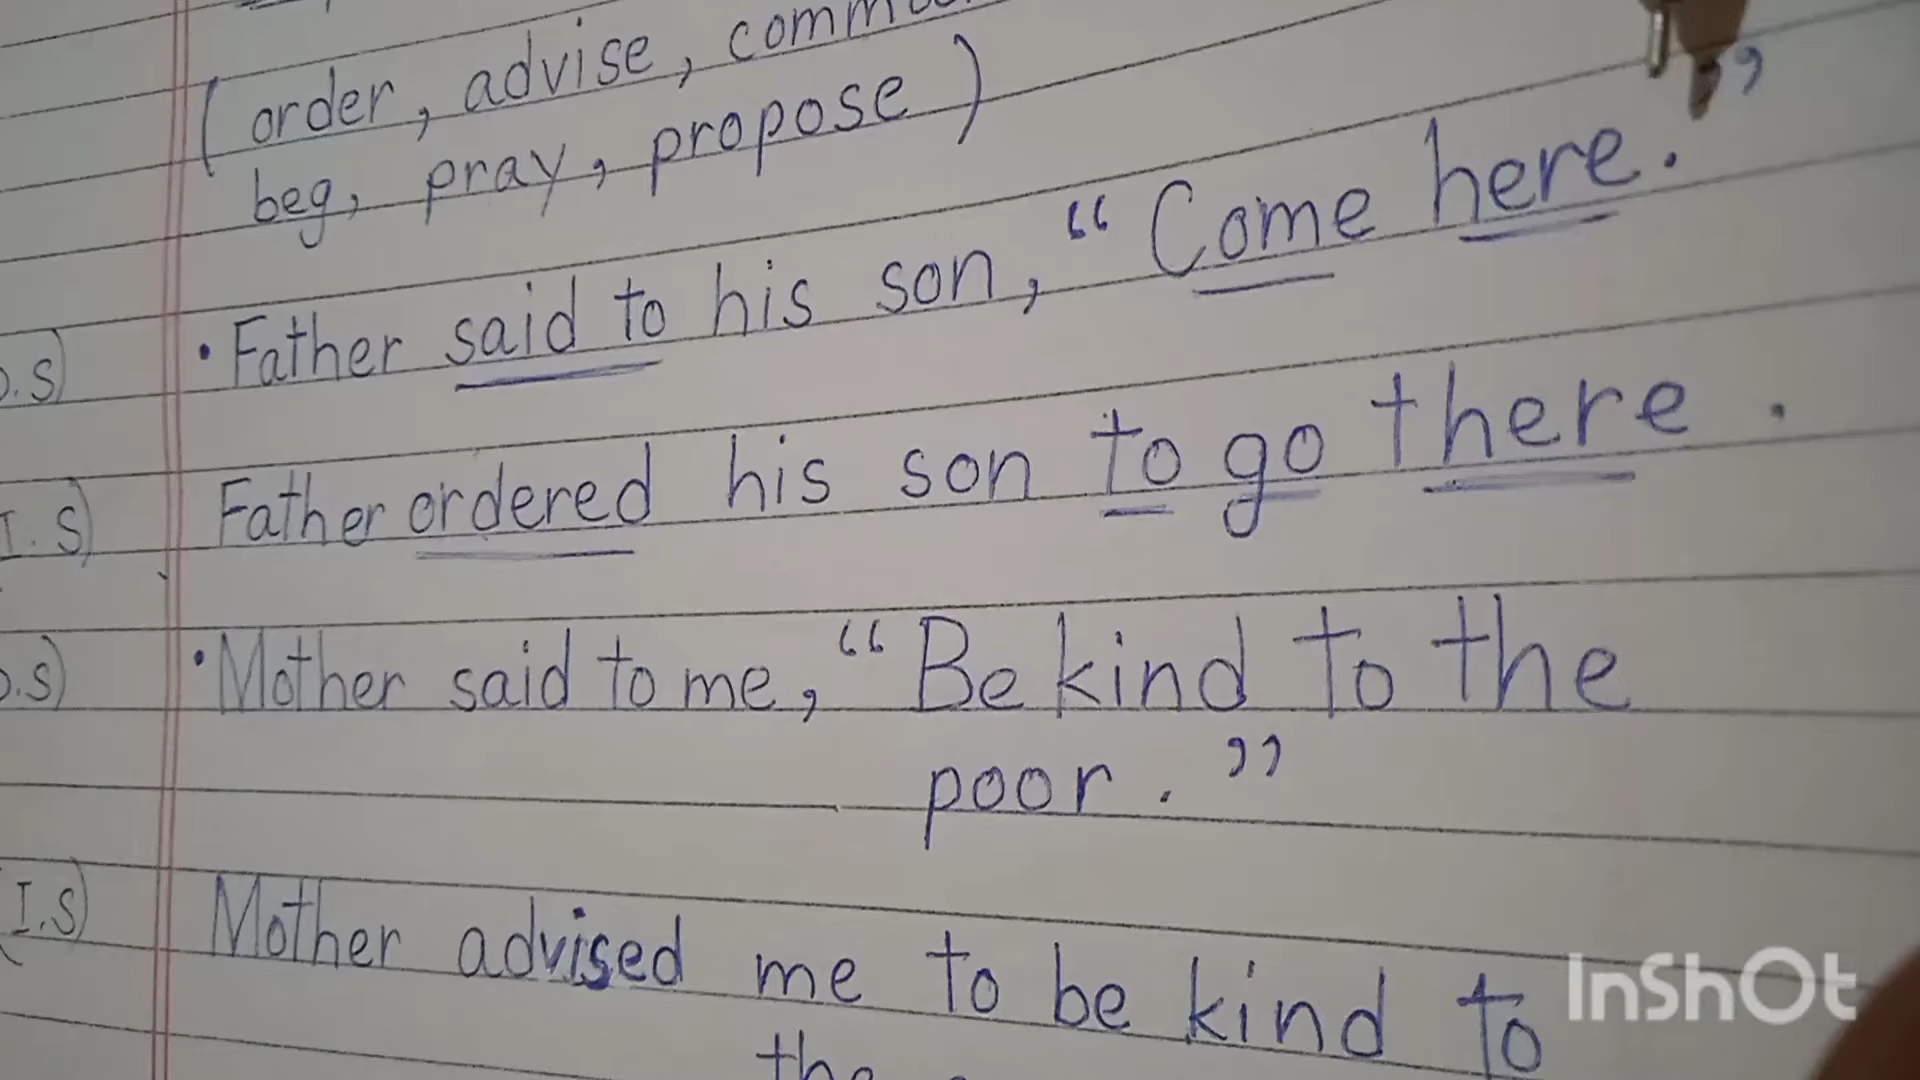 (order, advise,
beg, pray, propose)
D.S) • Father said to his son, “Come here.”
I. S) Father ordered his son to go there.
D.S) • Mother said to me, “Be kind to the
poor.”
(I.S) Mother advised me to be kind to
the
InShOt